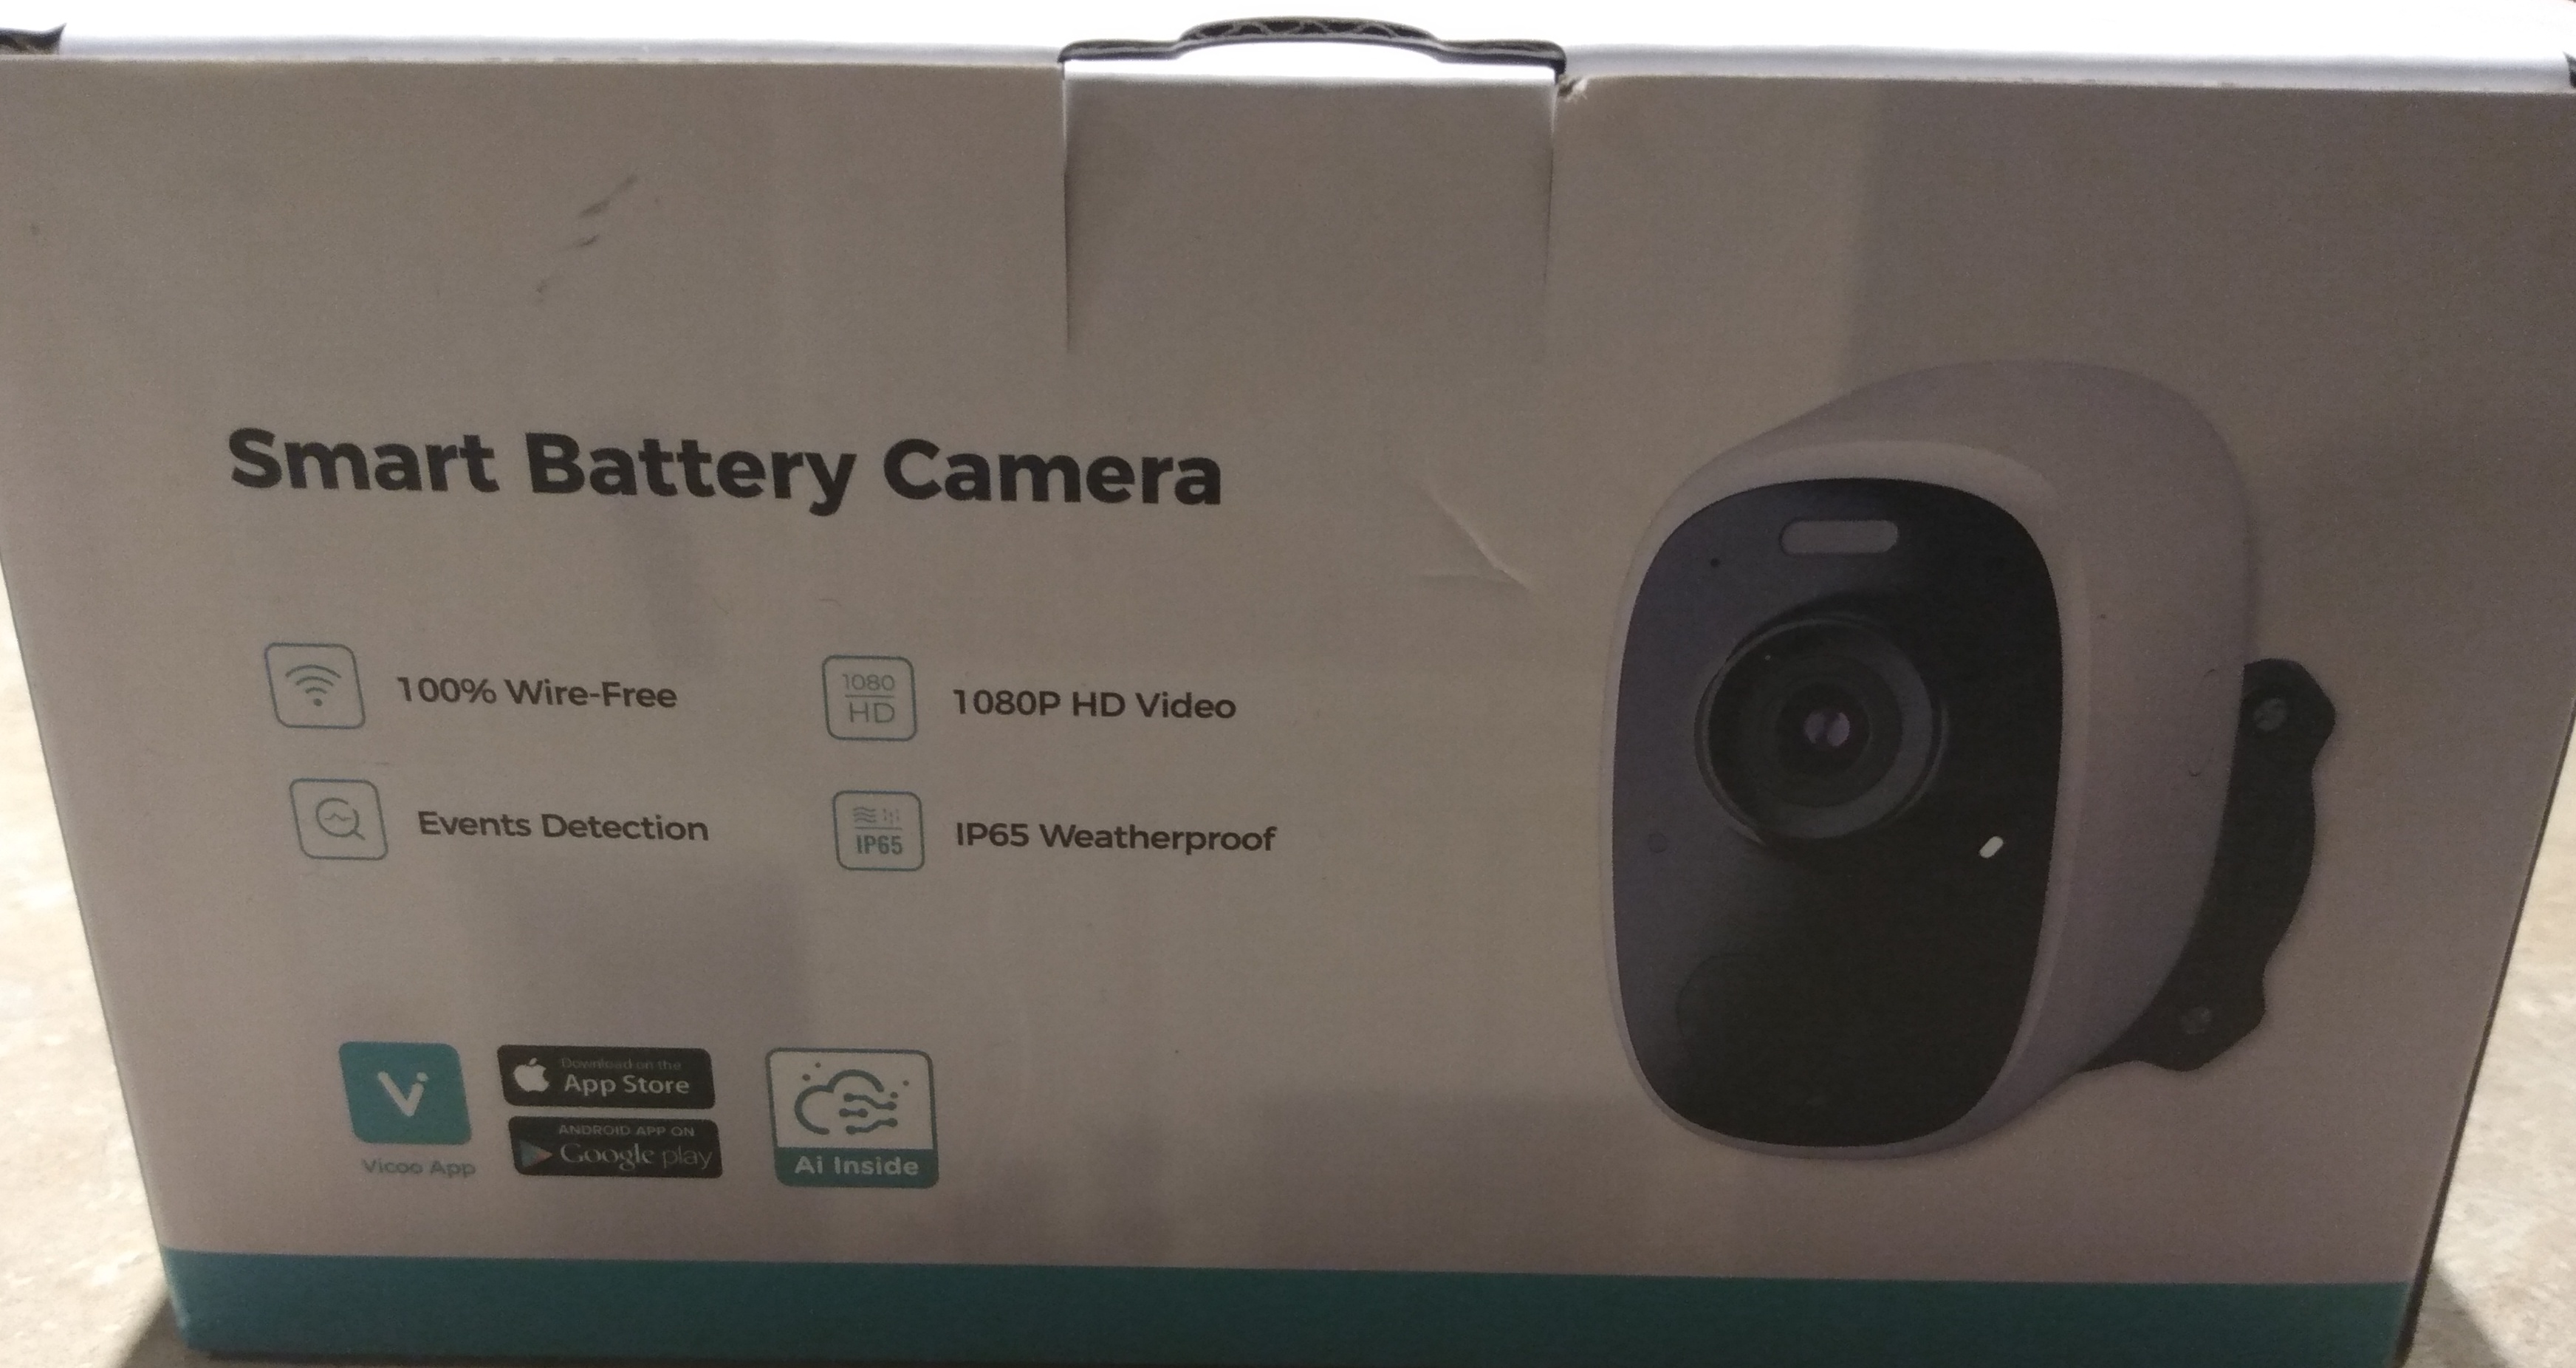 Smart Battery Camera
100% Wire-Free
1080
HD
1080P HD Video
Events Detection
IP65
IP65 Weatherproof
Vicoo App
Download on the
App Store
ANDROID APP ON
Google play
Ai Inside